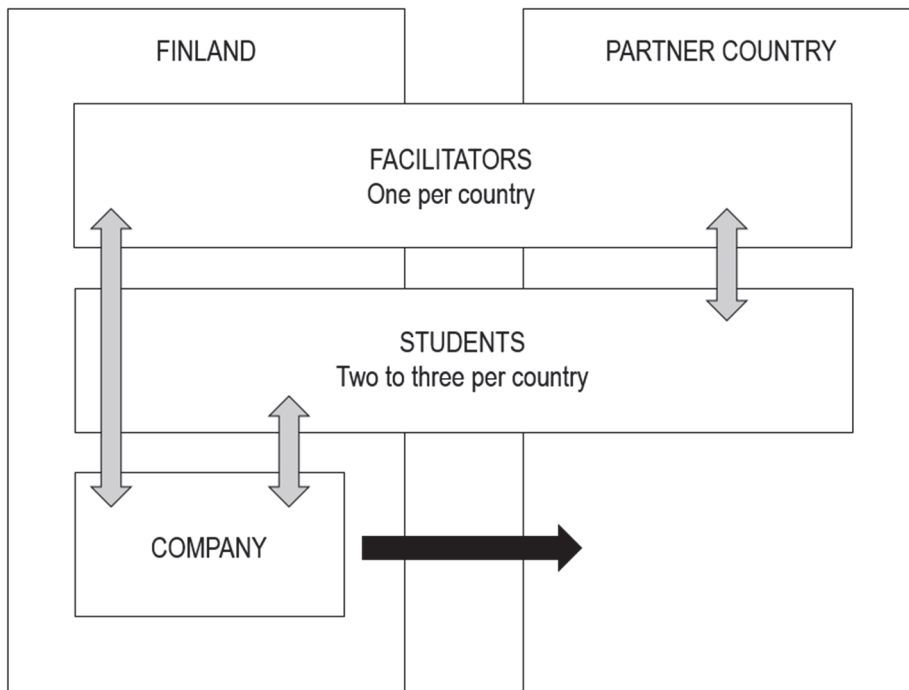 FINLAND
PARTNER COUNTRY
FACILITATORS
One per country
STUDENTS
Two to three per country
COMPANY